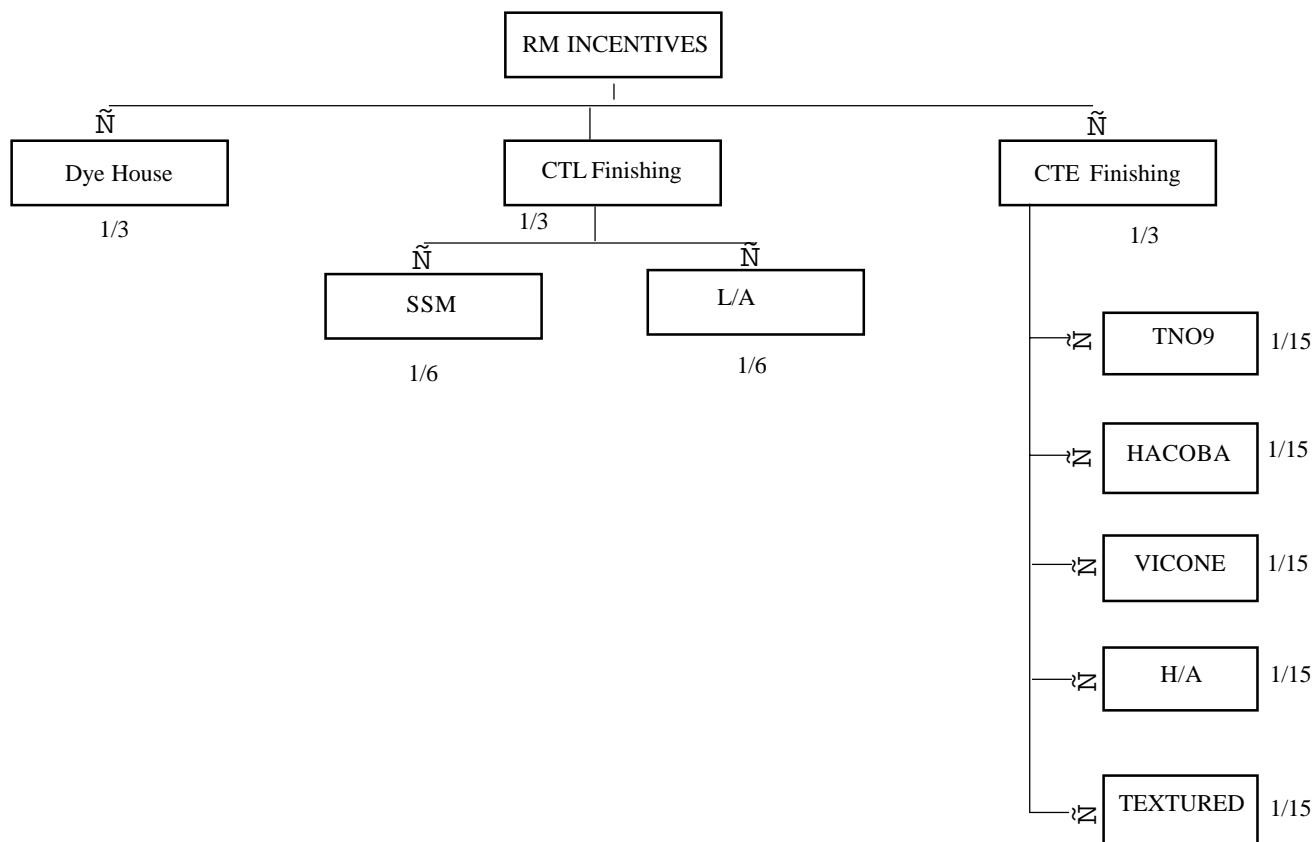 RM INCENTIVES
Ñ
Ñ
Dye House
CTL Finishing
CTE Finishing
1/3
1/3
1/3
Ñ
Ñ
SSM
L/A
1/6
1/6
Ñ
TNO9
1/15
Ñ
HACOBA
1/15
Ñ
VICONE
1/15
Ñ
H/A
1/15
Ñ
TEXTURED
1/15